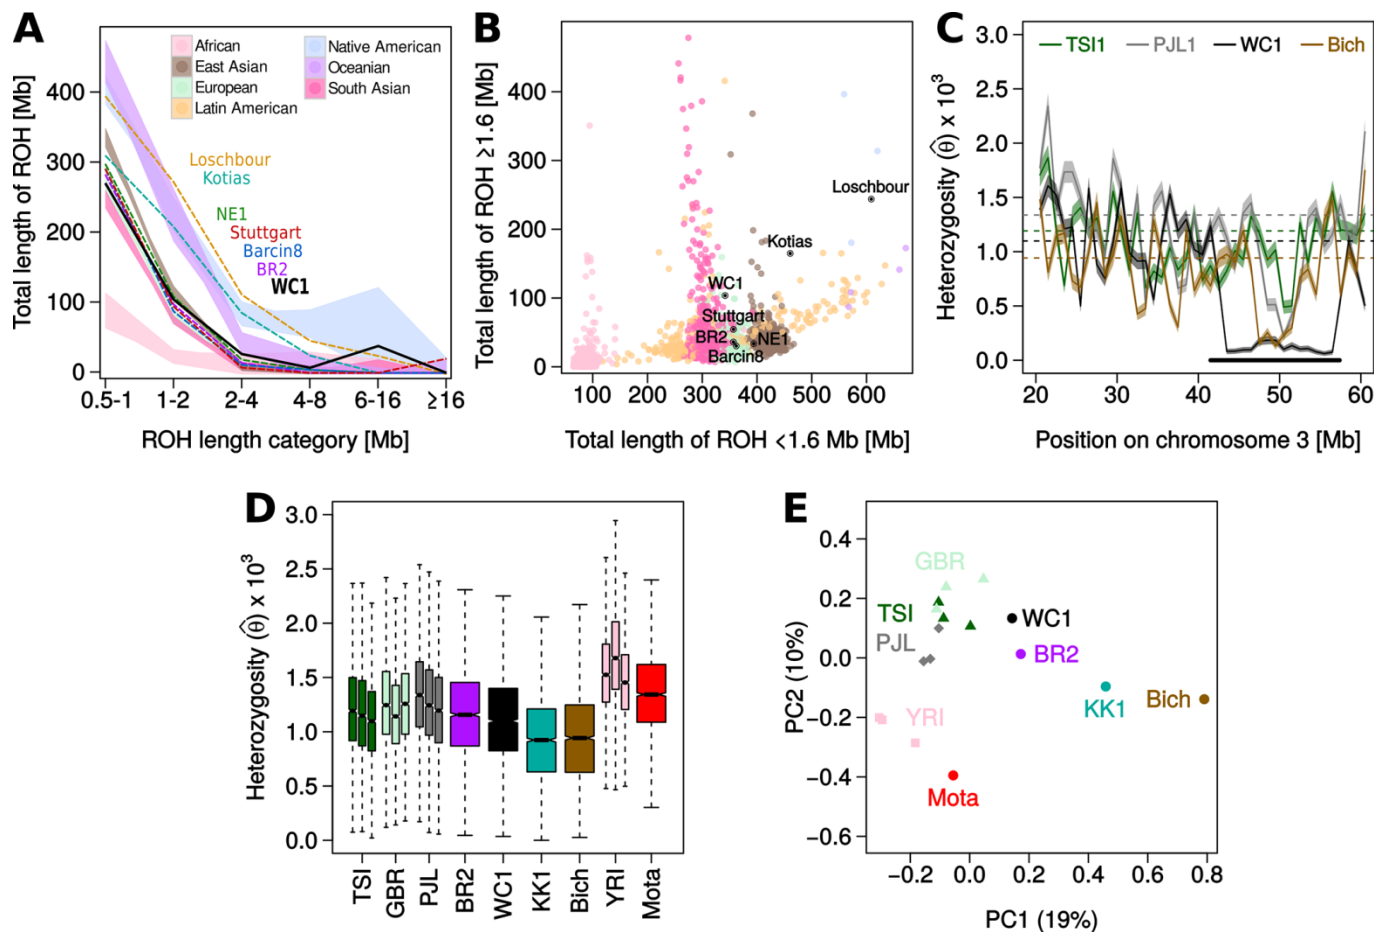 A
Total length of ROH [Mb]
400
300
200
100
0
0.5-1
1-2
2-4
4-8
6-16
≥16
ROH length category [Mb]
African
East Asian
European
Latin American
Native American
Oceanian
South Asian
Loschbour
Kotias
NE1
Stuttgart
Barcin8
BR2
WC1
B
Total length of ROH ≥1.6 [Mb]
400
300
200
100
0
100
200
300
400
500
600
Total length of ROH <1.6 Mb [Mb]
Loschbour
Kotias
WC1
Stuttgart
BR2
NE1
Barcin8
C
Heterozygosity (θ̂) x 10³
3.0
2.5
2.0
1.5
1.0
0.5
0.0
20
30
40
50
60
Position on chromosome 3 [Mb]
TSI1
PJL1
WC1
Bich
D
Heterozygosity (θ̂) x 10³
3.0
2.5
2.0
1.5
1.0
0.5
0.0
TSI
GBR
PJL
BR2
WC1
KK1
Bich
YRI
Mota
E
PC2 (10%)
0.4
0.2
0.0
−0.2
−0.4
−0.6
−0.2
0.0
0.2
0.4
0.6
0.8
PC1 (19%)
GBR
TSI
PJL
WC1
BR2
KK1
Bich
YRI
Mota